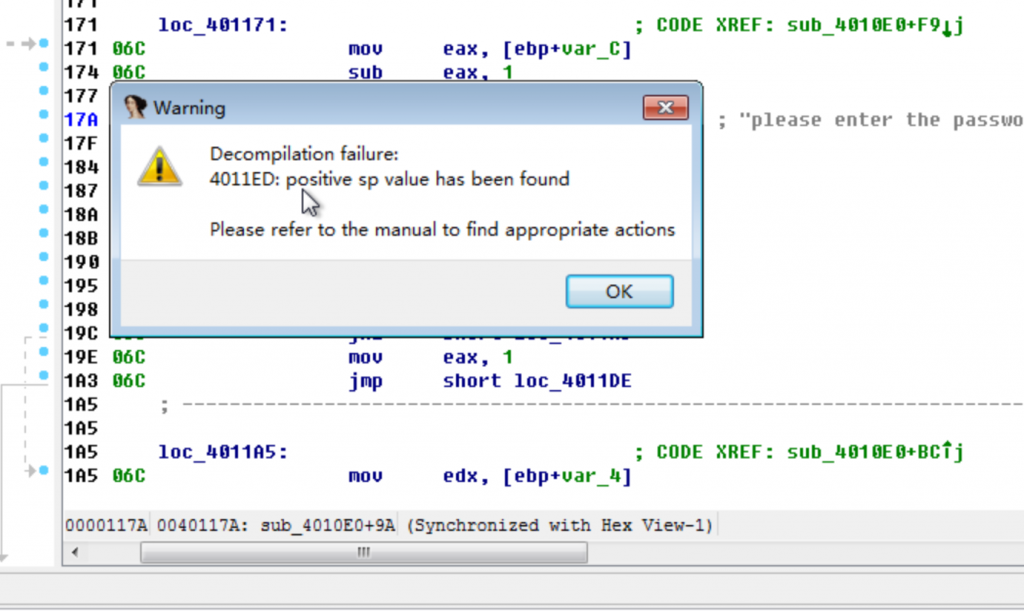 171
171 loc_401171: ; CODE XREF: sub_4010E0+F9↓j
171 06C mov eax, [ebp+var_C]
174 06C sub eax, 1
177
Warning
17A ; "please enter the passwo
17F
Decompilation failure:
184
4011ED: positive sp value has been found
187
18A
Please refer to the manual to find appropriate actions
18B
190
195
OK
198
19C
19E 06C mov eax, 1
1A3 06C jmp short loc_4011DE
1A5 ; ----------------------------------------
1A5
1A5 loc_4011A5: ; CODE XREF: sub_4010E0+BC↑j
1A5 06C mov edx, [ebp+var_4]
0000117A 0040117A: sub_4010E0+9A (Synchronized with Hex View-1)